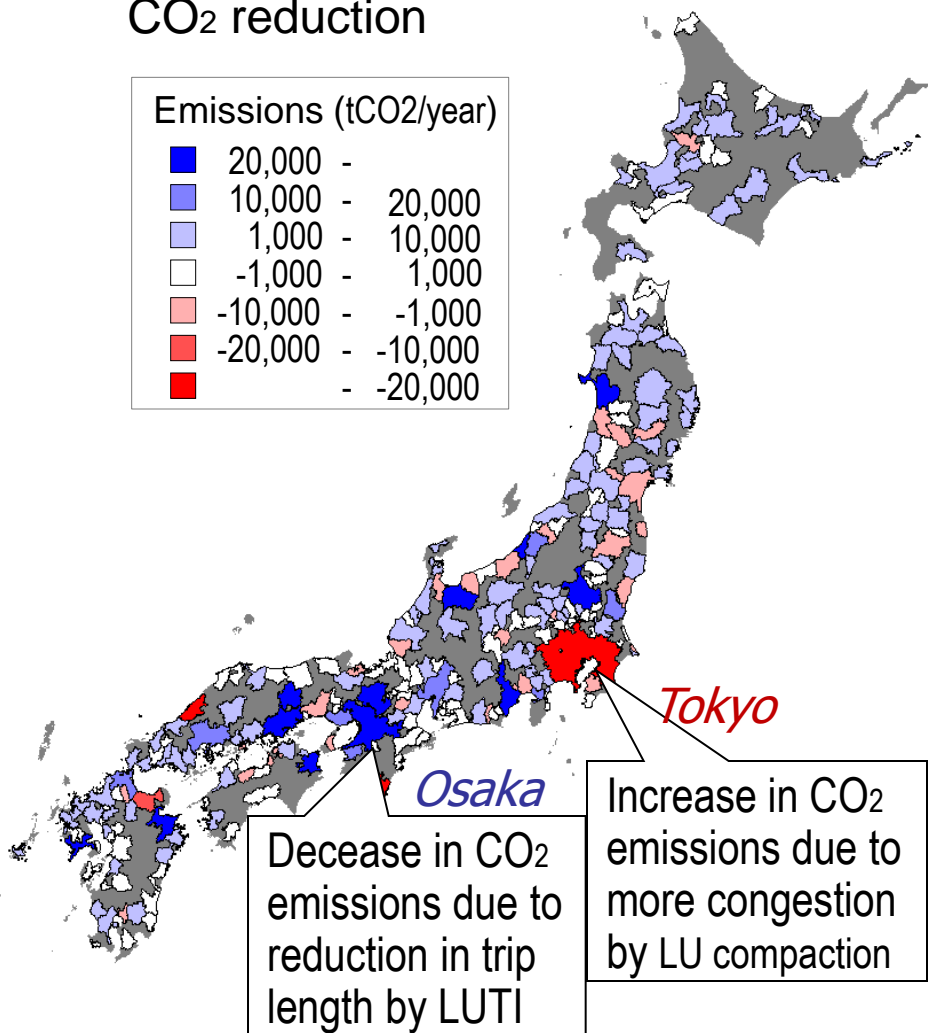 CO2 reduction
Emissions (tCO2/year)
20,000 -
10,000 - 20,000
1,000 - 10,000
-1,000 - 1,000
-10,000 - -1,000
-20,000 - -10,000
- -20,000
Tokyo
Osaka
Increase in CO2
emissions due to
more congestion
by LU compaction
Decease in CO2
emissions due to
reduction in trip
length by LUTI